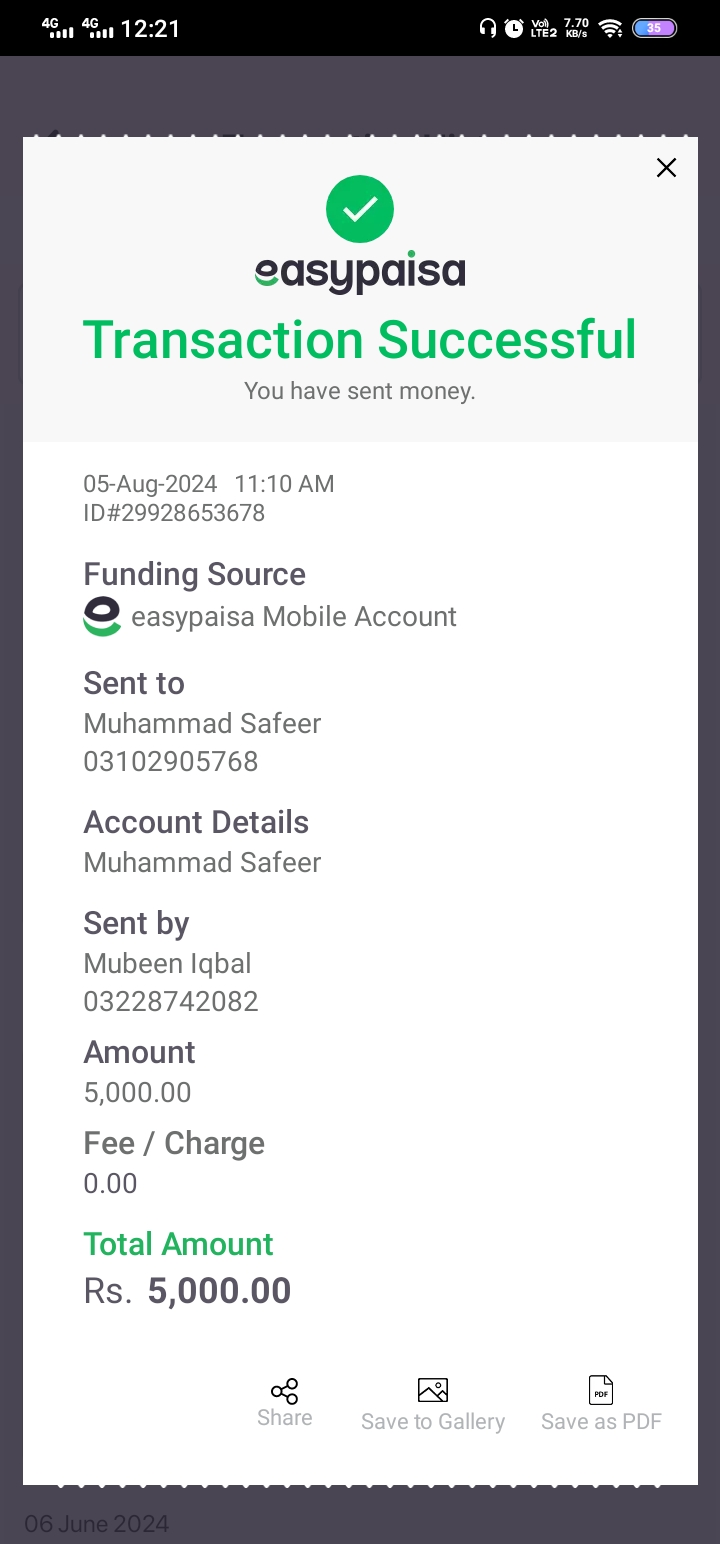 4G 4G 12:21 Vo) LTE2 7.70 KB/s 35
easypaisa
Transaction Successful
You have sent money.
05-Aug-2024 11:10 AM
ID#29928653678
Funding Source
easypaisa Mobile Account
Sent to
Muhammad Safeer
03102905768
Account Details
Muhammad Safeer
Sent by
Mubeen Iqbal
03228742082
Amount
5,000.00
Fee / Charge
0.00
Total Amount
Rs. 5,000.00
PDF
Share Save to Gallery Save as PDF
06 June 2024